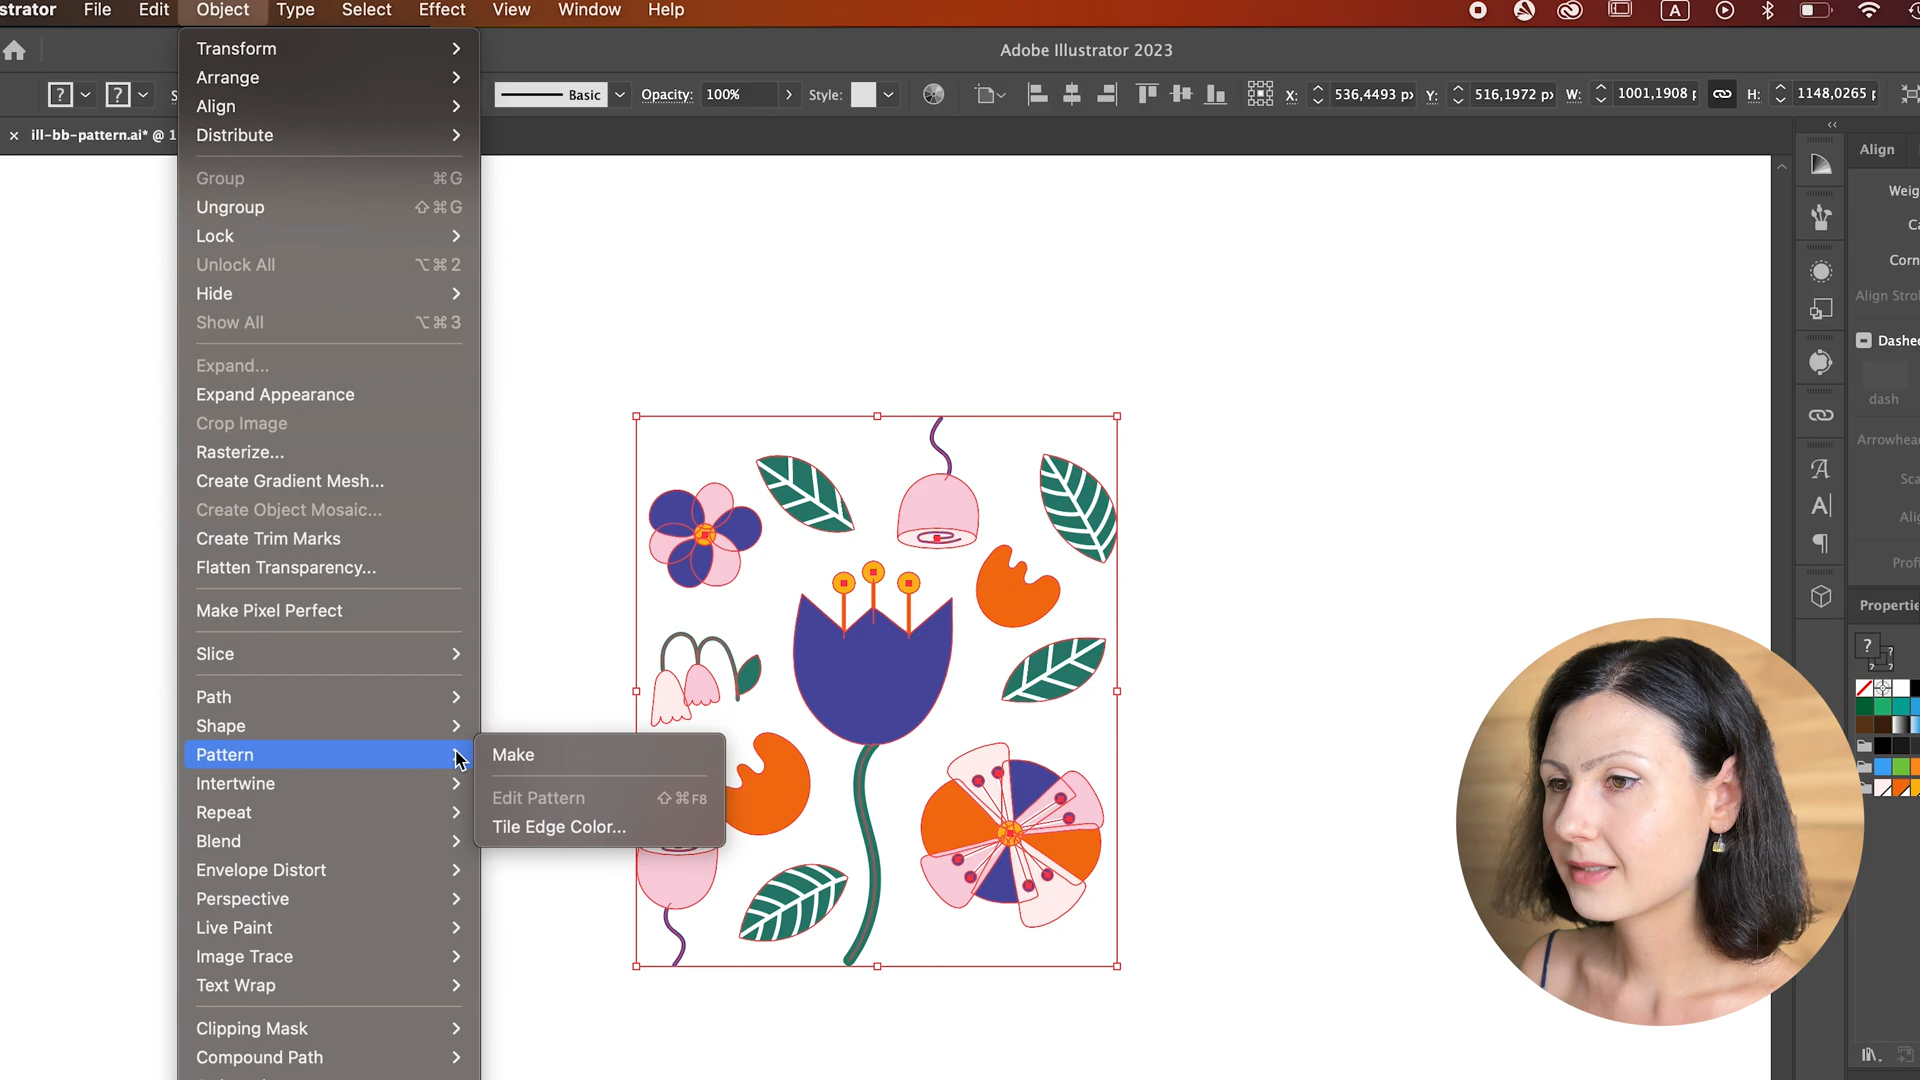 strator File Edit Object Type Select Effect View Window Help
A
Adobe Illustrator 2023
? ? S Basic Opacity: 100% Style: X: 536,4493 p Y: 516,1972 p W: 1001,1908 H: 1148,0265 p
× ill-bb-pattern.ai* @ 1
Transform
Arrange
Align
Distribute
Group ⌘G
Ungroup ⇧⌘G
Lock
Unlock All ⌥⌘2
Hide
Show All ⌥⌘3
Expand...
Expand Appearance
Crop Image
Rasterize...
Create Gradient Mesh...
Create Object Mosaic...
Create Trim Marks
Flatten Transparency...
Make Pixel Perfect
Slice
Path
Shape
Pattern
Intertwine
Repeat
Blend
Envelope Distort
Perspective
Live Paint
Image Trace
Text Wrap
Clipping Mask
Compound Path
Make
Edit Pattern ⇧⌘F8
Tile Edge Color...
Align
Weig
Ca
Corn
Align Stro
Dashed
dash
Arrowhea
Sca
Alig
Profi
Propertie
?